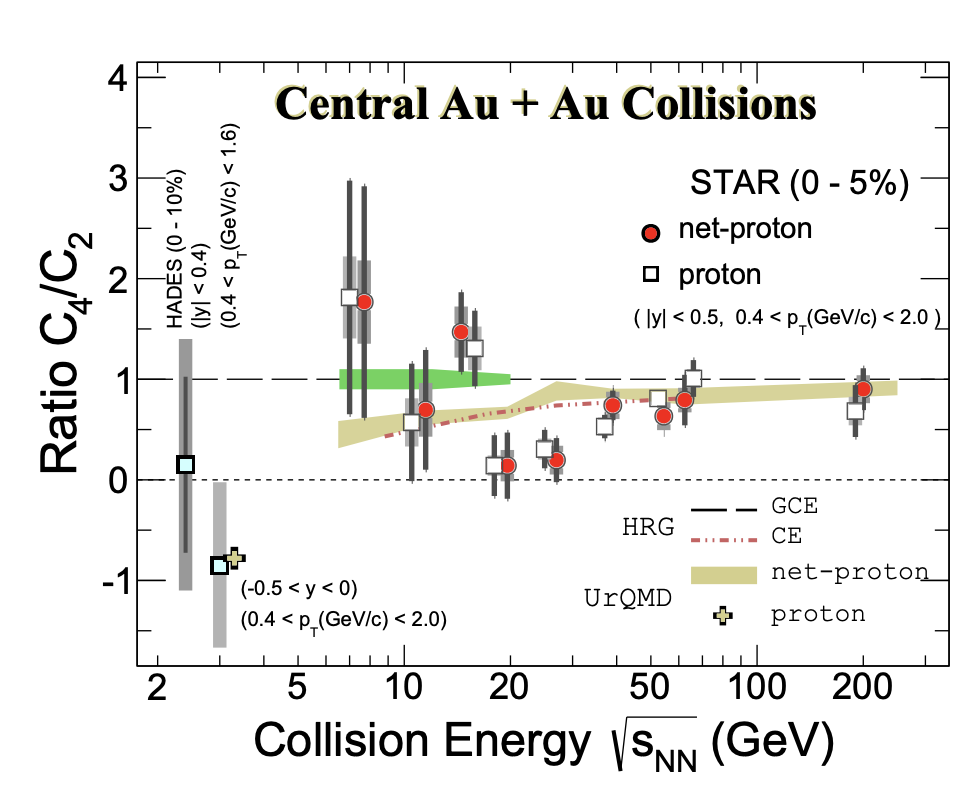 Central Au + Au Collisions
STAR (0 - 5%)
net-proton
proton
( |y| < 0.5, 0.4 < pT(GeV/c) < 2.0 )
HADES (0 - 10%)
(|y| < 0.4)
(0.4 < pT(GeV/c) < 1.6)
(-0.5 < y < 0)
(0.4 < pT(GeV/c) < 2.0)
HRG
GCE
CE
UrQMD
net-proton
proton
Ratio C4/C2
4
3
2
1
0
-1
2
5
10
20
50
100
200
Collision Energy √sNN (GeV)